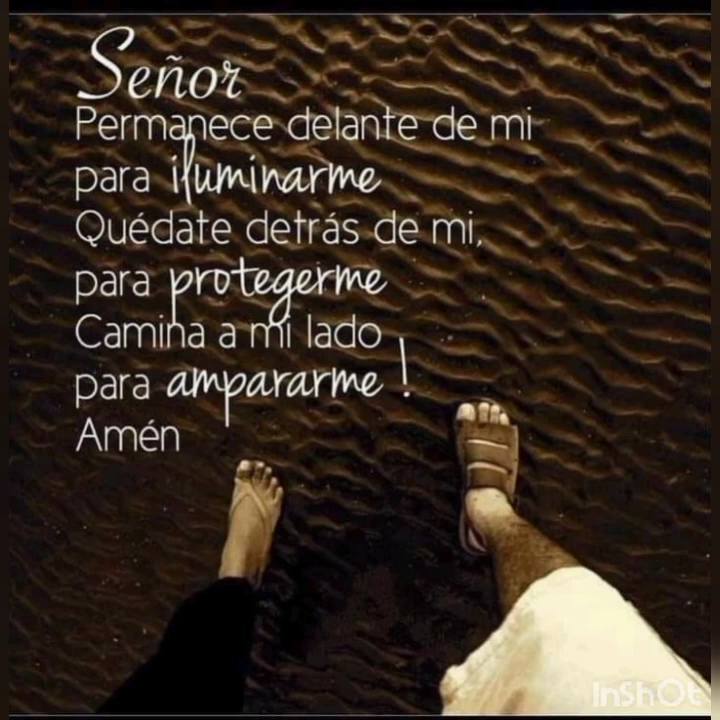 Señor
Permanece delante de mi
para iluminarme
Quédate detrás de mi,
para protegerme
Camina a mi lado
para ampararme !
Amén
InShOt